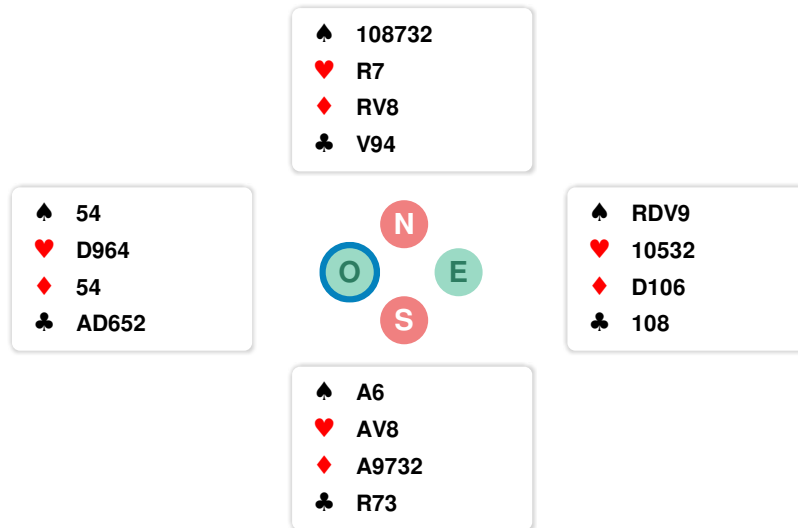 ♠ 108732
♥ R7
♦ RV8
♣ V94
♠ 54
♥ D964
♦ 54
♣ AD652
N
O E
S
♠ RDV9
♥ 10532
♦ D106
♣ 108
♠ A6
♥ AV8
♦ A9732
♣ R73